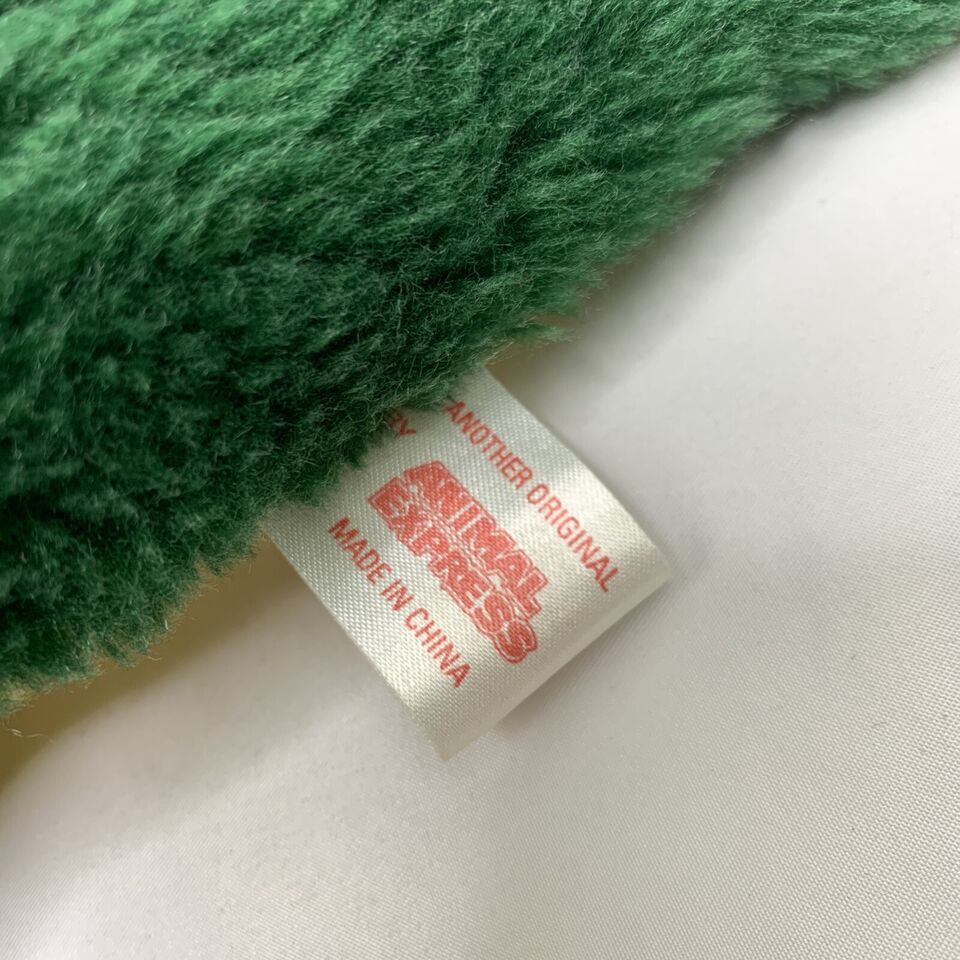 ANOTHER ORIGINAL
ANIMAL
EXPRESS
MADE IN CHINA